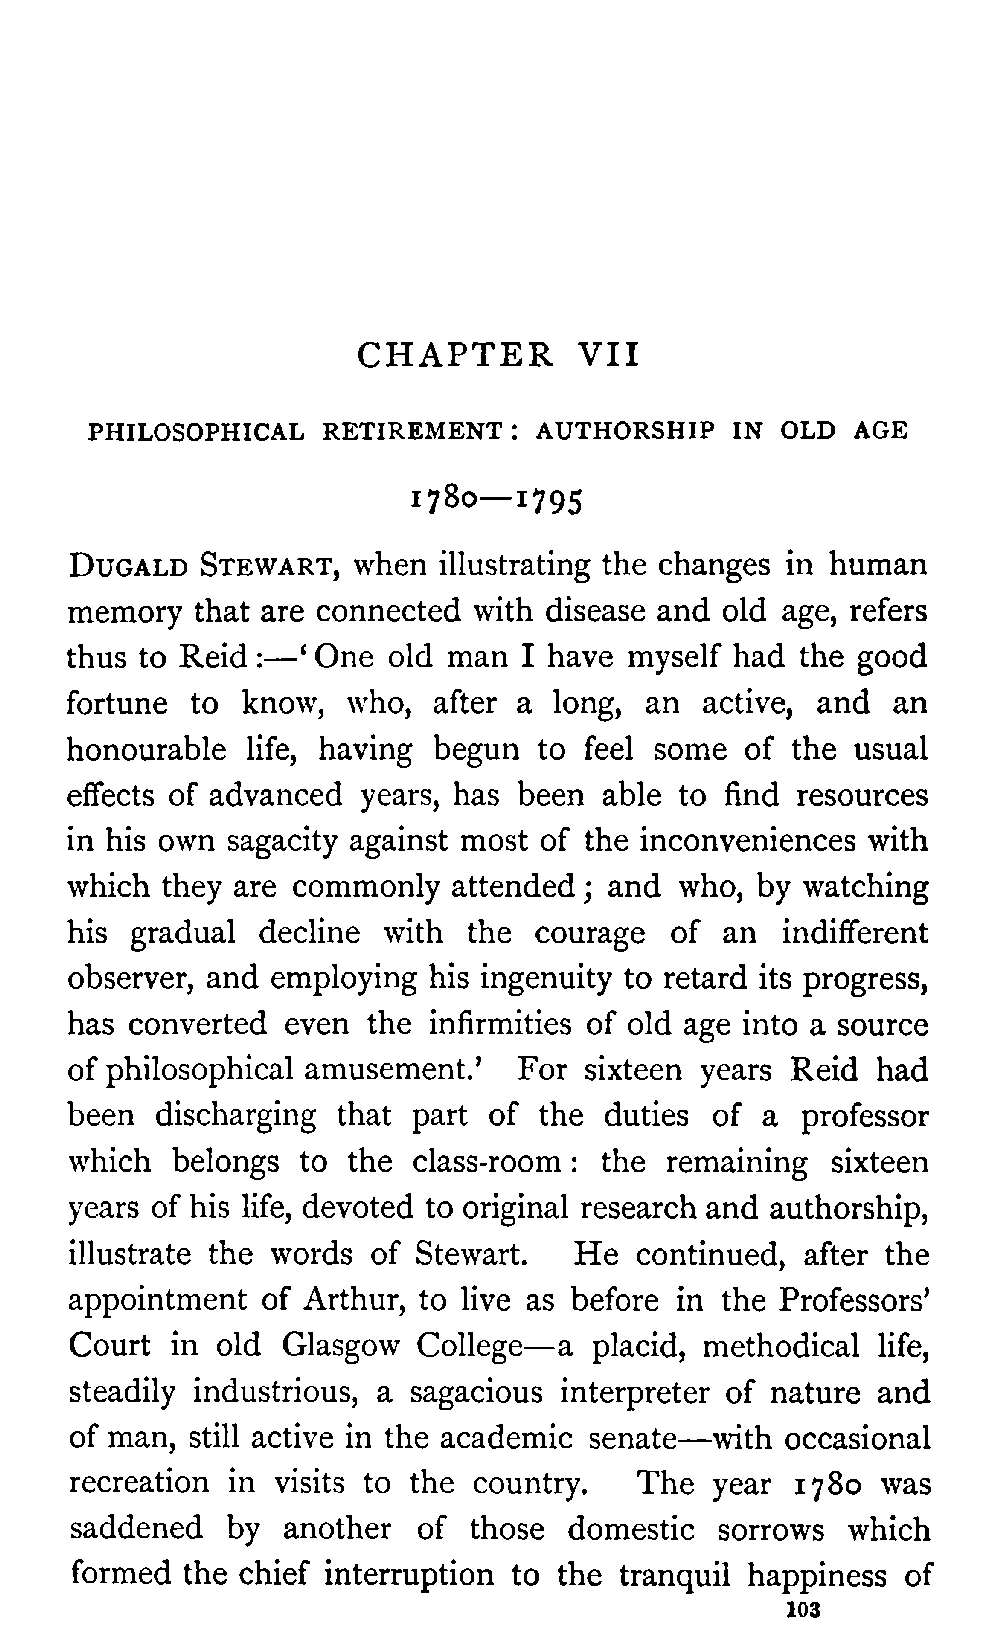 CHAPTER VII
PHILOSOPHICAL RETIREMENT: AUTHORSHIP IN OLD AGE
1780—1795
DUGALD STEWART, when illustrating the changes in human
memory that are connected with disease and old age, refers
thus to Reid:—‘One old man I have myself had the good
fortune to know, who, after a long, an active, and an
honourable life, having begun to feel some of the usual
effects of advanced years, has been able to find resources
in his own sagacity against most of the inconveniences with
which they are commonly attended; and who, by watching
his gradual decline with the courage of an indifferent
observer, and employing his ingenuity to retard its progress,
has converted even the infirmities of old age into a source
of philosophical amusement.’ For sixteen years Reid had
been discharging that part of the duties of a professor
which belongs to the class-room: the remaining sixteen
years of his life, devoted to original research and authorship,
illustrate the words of Stewart. He continued, after the
appointment of Arthur, to live as before in the Professors’
Court in old Glasgow College—a placid, methodical life,
steadily industrious, a sagacious interpreter of nature and
of man, still active in the academic senate—with occasional
recreation in visits to the country. The year 1780 was
saddened by another of those domestic sorrows which
formed the chief interruption to the tranquil happiness of
103